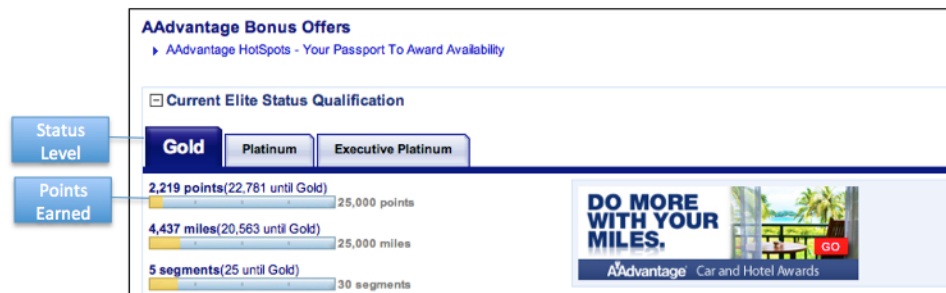 AAdvantage Bonus Offers
AAdvantage HotSpots - Your Passport To Award Availability
Current Elite Status Qualification
Status
Level
Gold
Platinum
Executive Platinum
Points
Earned
2,219 points(22,781 until Gold)
25,000 points
4,437 miles(20,563 until Gold)
25,000 miles
5 segments(25 until Gold)
30 segments
DO MORE
WITH YOUR
MILES.
GO
AAdvantage Car and Hotel Awards